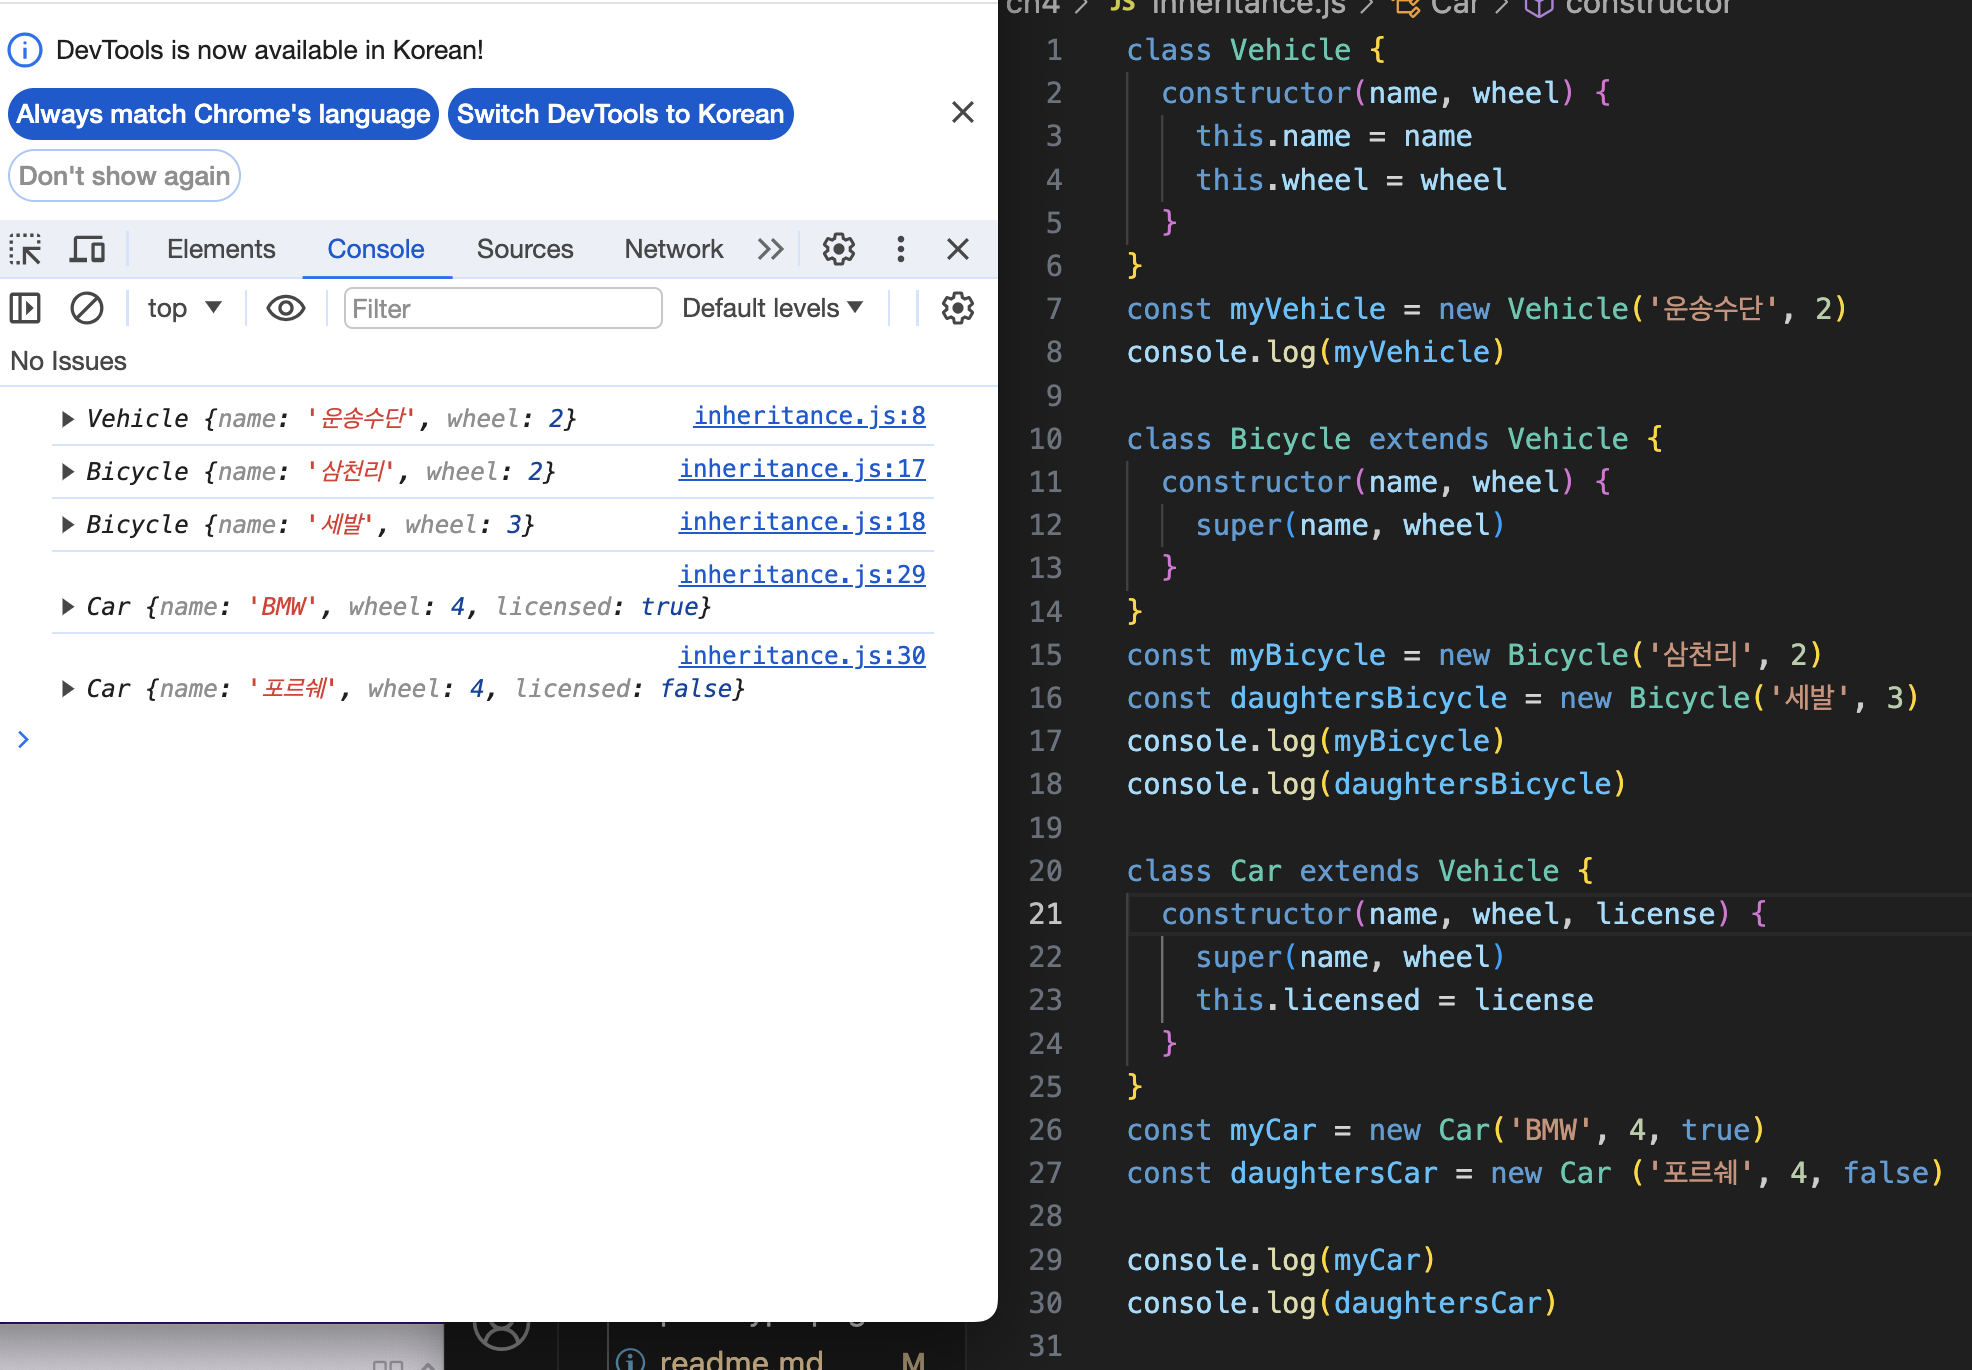 DevTools is now available in Korean!
Always match Chrome's language Switch DevTools to Korean
Don't show again
Elements Console Sources Network
top Filter Default levels
No Issues
Vehicle {name: '운송수단', wheel: 2} inheritance.js:8
Bicycle {name: '삼천리', wheel: 2} inheritance.js:17
Bicycle {name: '세발', wheel: 3} inheritance.js:18
inheritance.js:29
Car {name: 'BMW', wheel: 4, licensed: true}
inheritance.js:30
Car {name: '포르쉐', wheel: 4, licensed: false}
ch4 > JS inheritance.js > Car > constructor
1 class Vehicle {
2 constructor(name, wheel) {
3 this.name = name
4 this.wheel = wheel
5 }
6 }
7 const myVehicle = new Vehicle('운송수단', 2)
8 console.log(myVehicle)
9
10 class Bicycle extends Vehicle {
11 constructor(name, wheel) {
12 super(name, wheel)
13 }
14 }
15 const myBicycle = new Bicycle('삼천리', 2)
16 const daughtersBicycle = new Bicycle('세발', 3)
17 console.log(myBicycle)
18 console.log(daughtersBicycle)
19
20 class Car extends Vehicle {
21 constructor(name, wheel, license) {
22 super(name, wheel)
23 this.licensed = license
24 }
25 }
26 const myCar = new Car('BMW', 4, true)
27 const daughtersCar = new Car ('포르쉐', 4, false)
28
29 console.log(myCar)
30 console.log(daughtersCar)
31
readme.md M